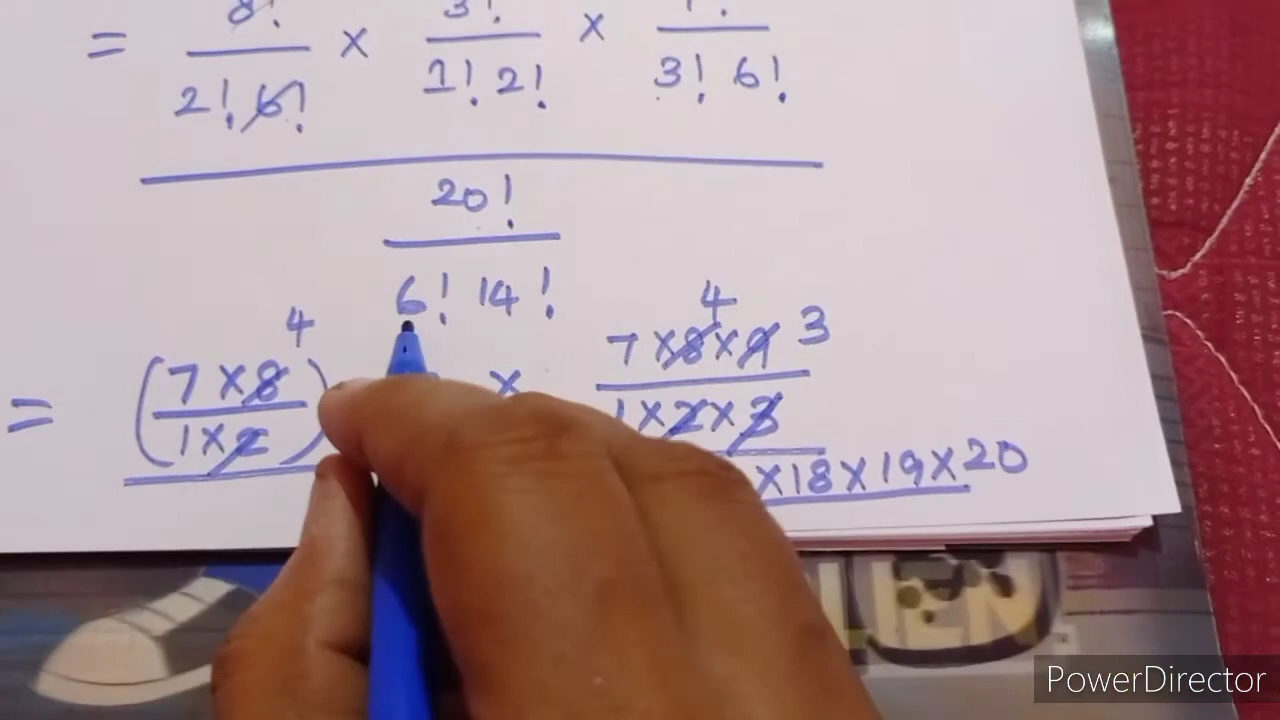 = 8! × 3! ×
2! 6! 1! 2! 3! 6!
20!
6! 14!
4 4
7 × 8 × 7 × 8 × 9 3
= ( 1 × 2 ) 1 × 2 × 3
× 18 × 19 × 20
LIEN
PowerDirector